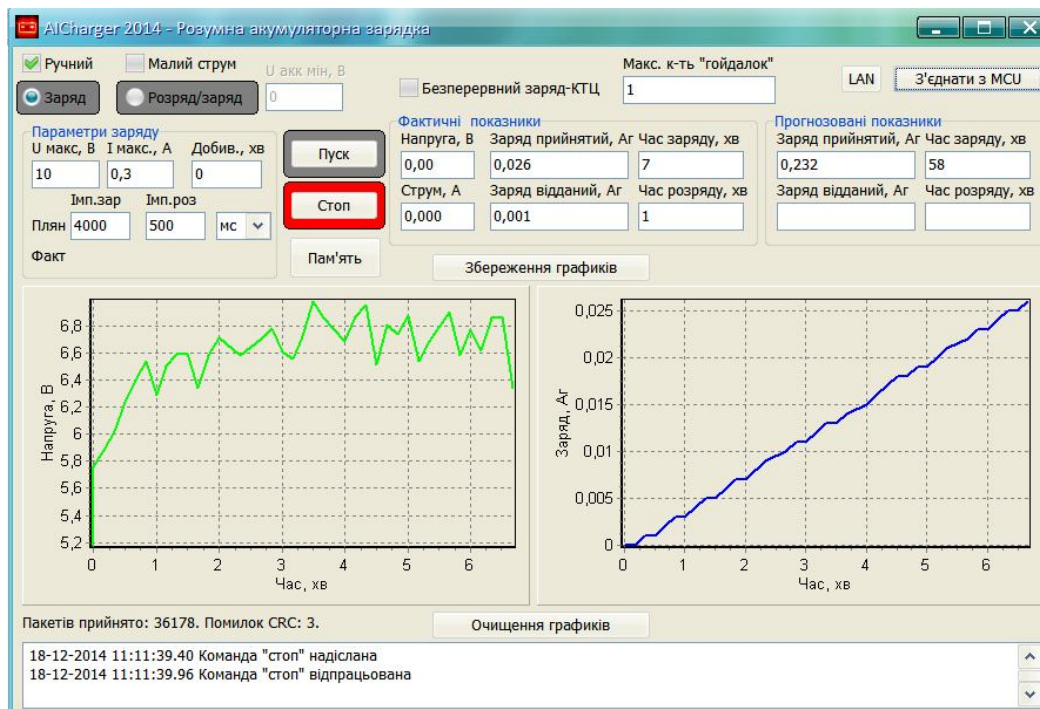 AICharger 2014 - Розумна акумуляторна зарядка
Ручний
Малий струм
U акк мін, В
Заряд
Розряд/заряд
0
Безперервний заряд-КТЦ
Макс. к-ть "гойдалок"
1
LAN
З'єднати з MCU
Параметри заряду
U макс, В I макс., А Добив., хв
10 0,3 0
Імп.зар Імп.роз
Плян 4000 500 мс
Факт
Пуск
Стоп
Пам'ять
Фактичні показники
Напруга, В Заряд прийнятий, Аг Час заряду, хв
0,00 0,026 7
Струм, А Заряд відданий, Аг Час розряду, хв
0,000 0,001 1
Прогнозовані показники
Заряд прийнятий, Аг Час заряду, хв
0,232 58
Заряд відданий, Аг Час розряду, хв
Збереження графиків
Напруга, В
6,8
6,6
6,4
6,2
6
5,8
5,6
5,4
5,2
0 1 2 3 4 5 6
Час, хв
Заряд, Аг
0,025
0,02
0,015
0,01
0,005
0
0 1 2 3 4 5 6
Час, хв
Пакетів прийнято: 36178. Помилок CRC: 3.
Очищення графиків
18-12-2014 11:11:39.40 Команда "стоп" надіслана
18-12-2014 11:11:39.96 Команда "стоп" відпрацьована